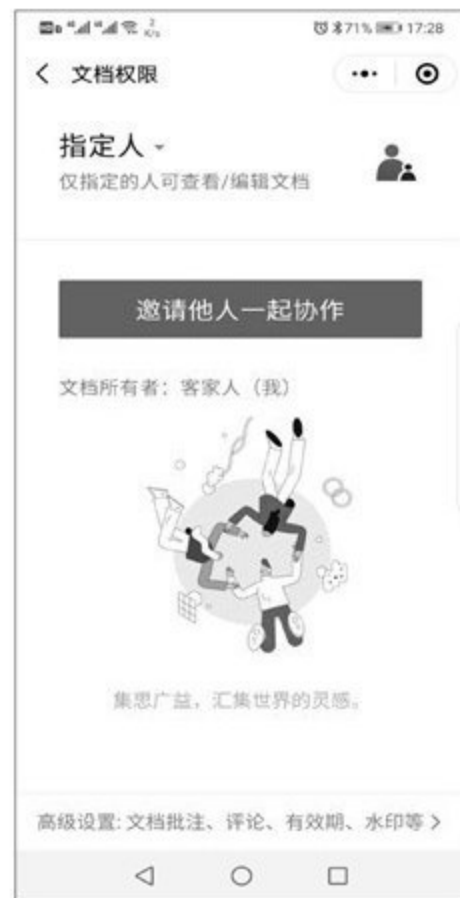 2
K/s
71% 17:28
文档权限
指定人
仅指定的人可查看/编辑文档
邀请他人一起协作
文档所有者：客家人（我）
集思广益，汇集世界的灵感。
高级设置: 文档批注、评论、有效期、水印等 >